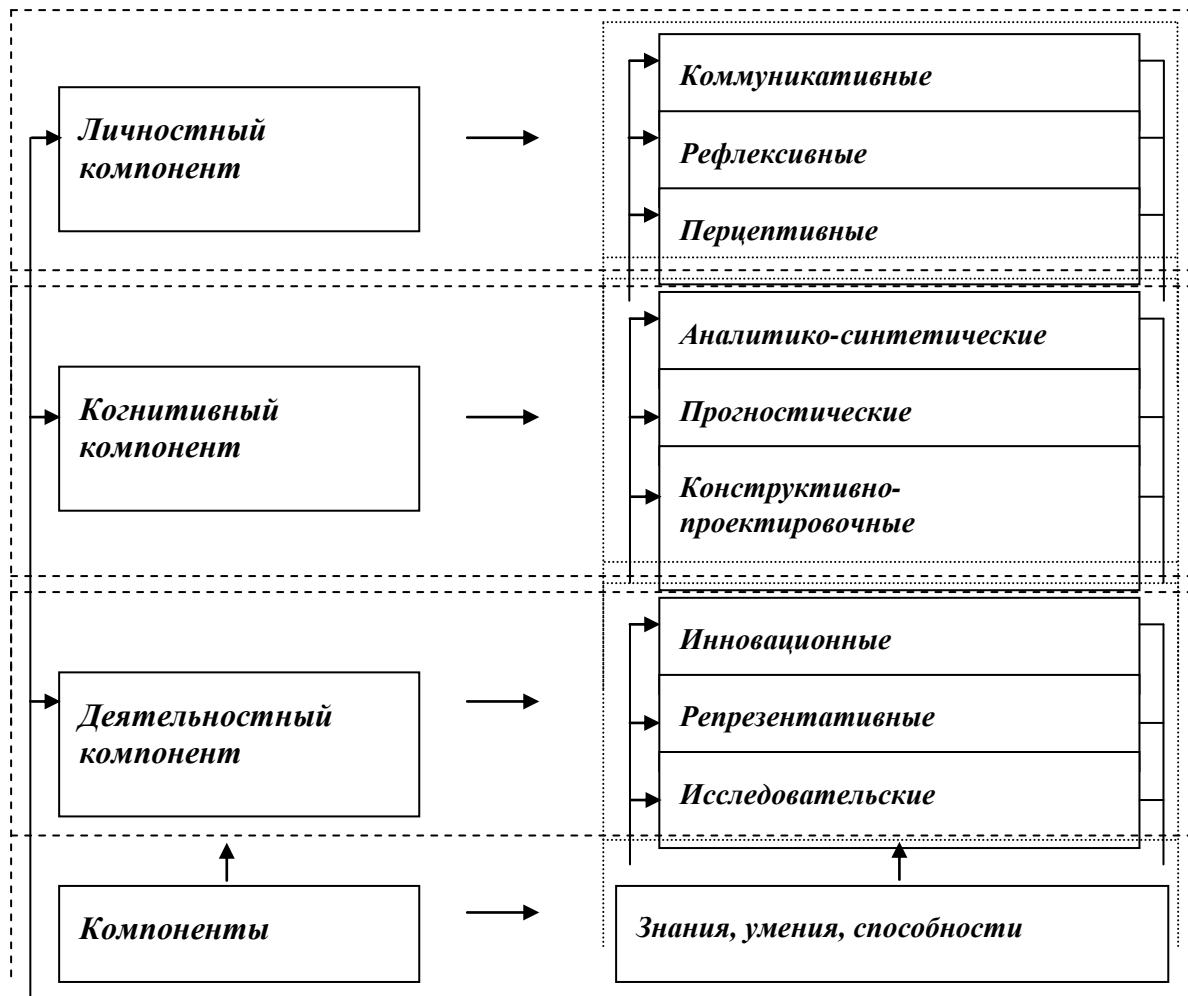 Личностный
компонент
Коммуникативные
Рефлексивные
Перцептивные
Когнитивный
компонент
Аналитико-синтетические
Прогностические
Конструктивно-
проектировочные
Деятельностный
компонент
Инновационные
Репрезентативные
Исследовательские
Компоненты
Знания, умения, способности